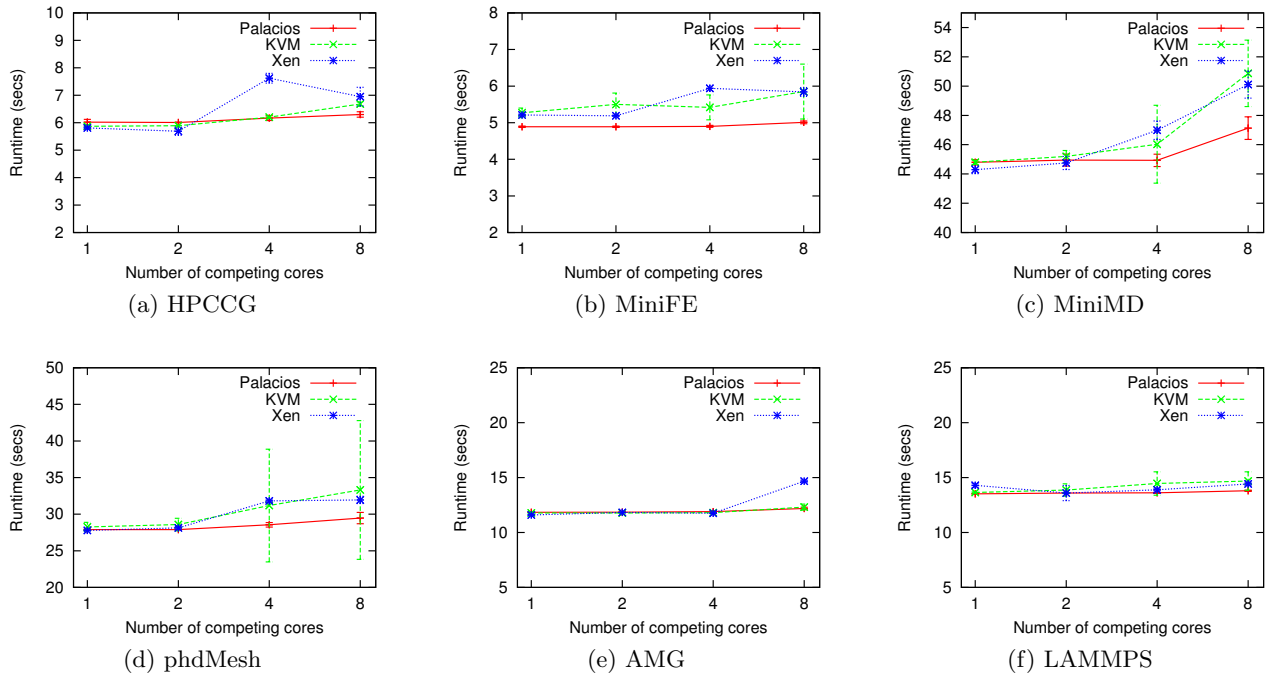 10
9
8
7
6
5
4
3
2
Runtime (secs)
Palacios
KVM
Xen
1 2 4 8
Number of competing cores
(a) HPCCG
8
7
6
5
4
3
2
Runtime (secs)
Palacios
KVM
Xen
1 2 4 8
Number of competing cores
(b) MiniFE
54
52
50
48
46
44
42
40
Runtime (secs)
Palacios
KVM
Xen
1 2 4 8
Number of competing cores
(c) MiniMD
50
45
40
35
30
25
20
Runtime (secs)
Palacios
KVM
Xen
1 2 4 8
Number of competing cores
(d) phdMesh
25
20
15
10
5
Runtime (secs)
Palacios
KVM
Xen
1 2 4 8
Number of competing cores
(e) AMG
25
20
15
10
5
Runtime (secs)
Palacios
KVM
Xen
1 2 4 8
Number of competing cores
(f) LAMMPS